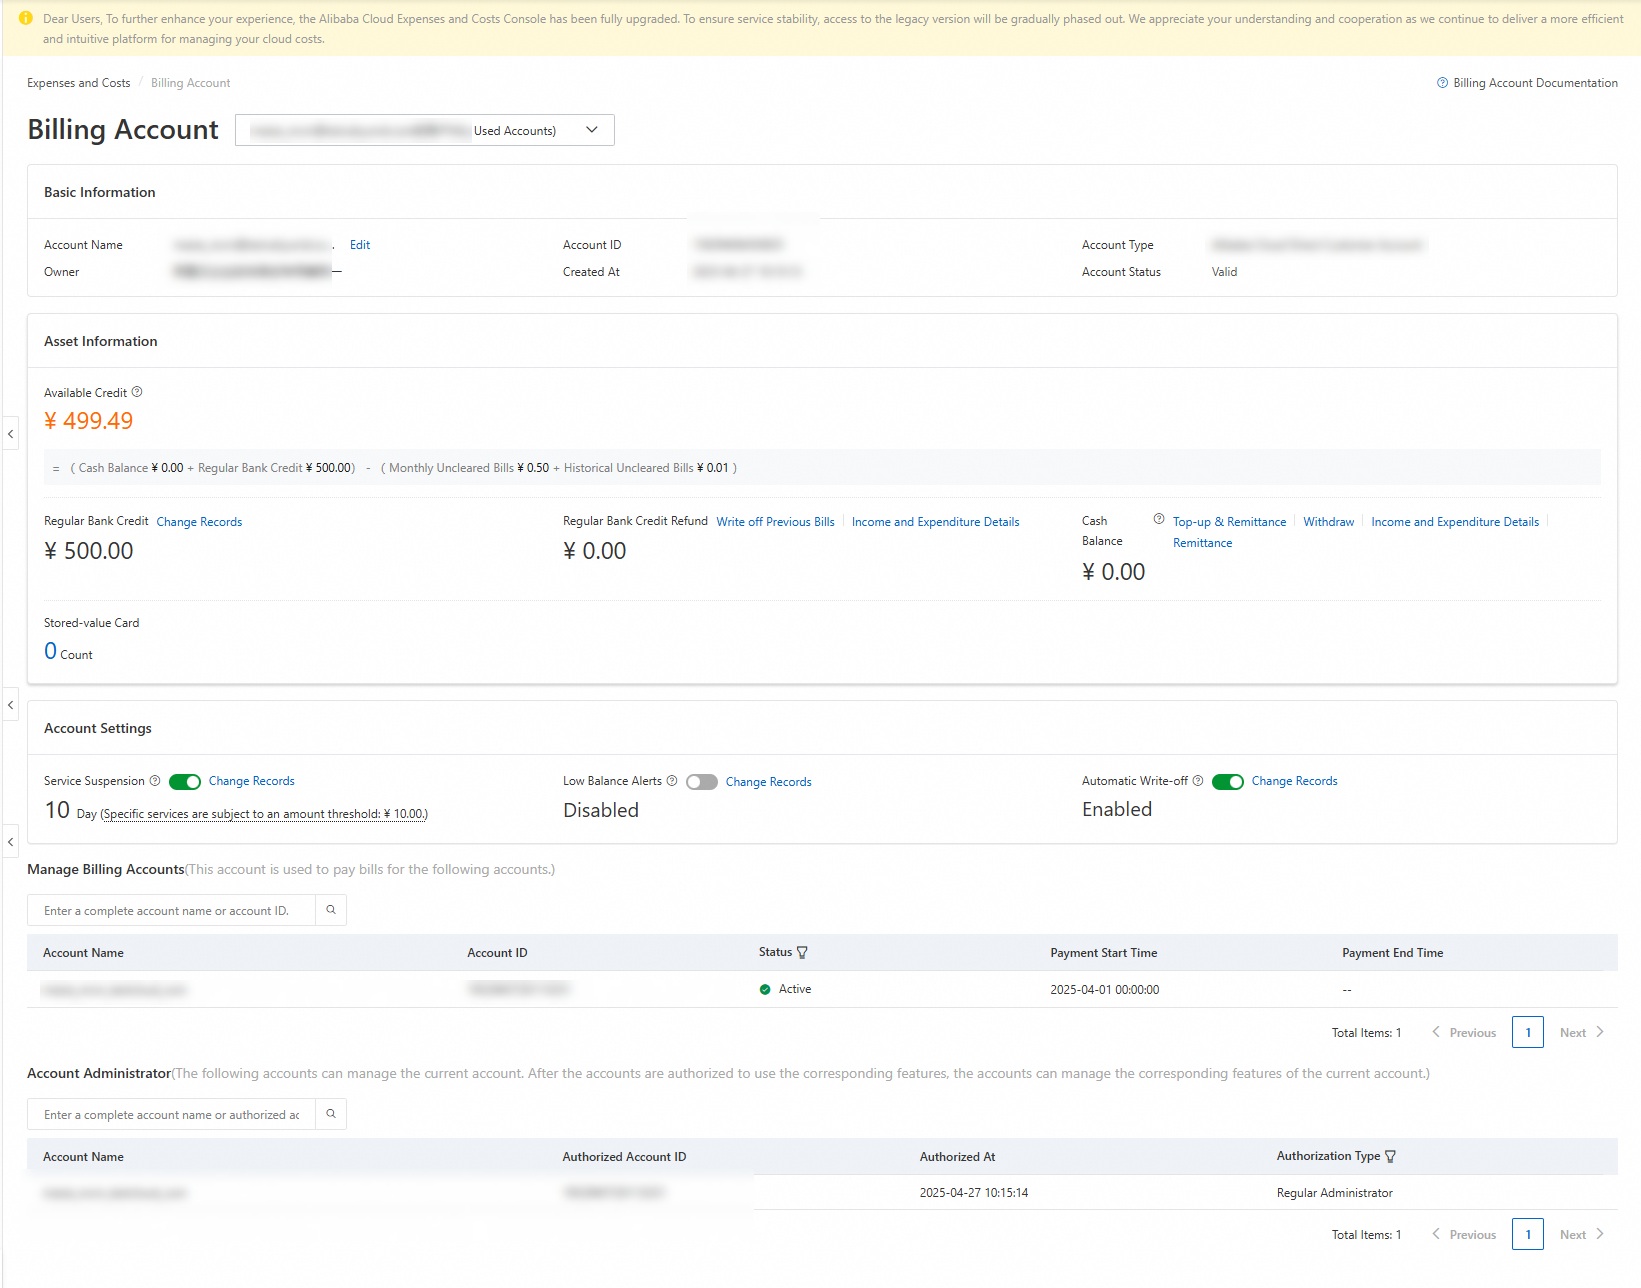 Dear Users, To further enhance your experience, the Alibaba Cloud Expenses and Costs Console has been fully upgraded. To ensure service stability, access to the legacy version will be gradually phased out. We appreciate your understanding and cooperation as we continue to deliver a more efficient
and intuitive platform for managing your cloud costs.
Expenses and Costs / Billing Account
Billing Account Documentation
Billing Account
Used Accounts)
Basic Information
Account Name
Edit
Account ID
Account Type
Owner
Created At
Account Status Valid
Asset Information
Available Credit
¥ 499.49
= ( Cash Balance ¥ 0.00 + Regular Bank Credit ¥ 500.00) - ( Monthly Uncleared Bills ¥ 0.50 + Historical Uncleared Bills ¥ 0.01 )
Regular Bank Credit Change Records
¥ 500.00
Regular Bank Credit Refund Write off Previous Bills Income and Expenditure Details
¥ 0.00
Cash Balance
Top-up & Remittance Withdraw Income and Expenditure Details
Remittance
¥ 0.00
Stored-value Card
0 Count
Account Settings
Service Suspension Change Records
10 Day (Specific services are subject to an amount threshold: ¥ 10.00.)
Low Balance Alerts Change Records
Disabled
Automatic Write-off Change Records
Enabled
Manage Billing Accounts(This account is used to pay bills for the following accounts.)
Enter a complete account name or account ID.
Account Name Account ID Status Payment Start Time Payment End Time
Active 2025-04-01 00:00:00 --
Total Items: 1 Previous 1 Next
Account Administrator(The following accounts can manage the current account. After the accounts are authorized to use the corresponding features, the accounts can manage the corresponding features of the current account.)
Enter a complete account name or authorized ac
Account Name Authorized Account ID Authorized At Authorization Type
2025-04-27 10:15:14 Regular Administrator
Total Items: 1 Previous 1 Next